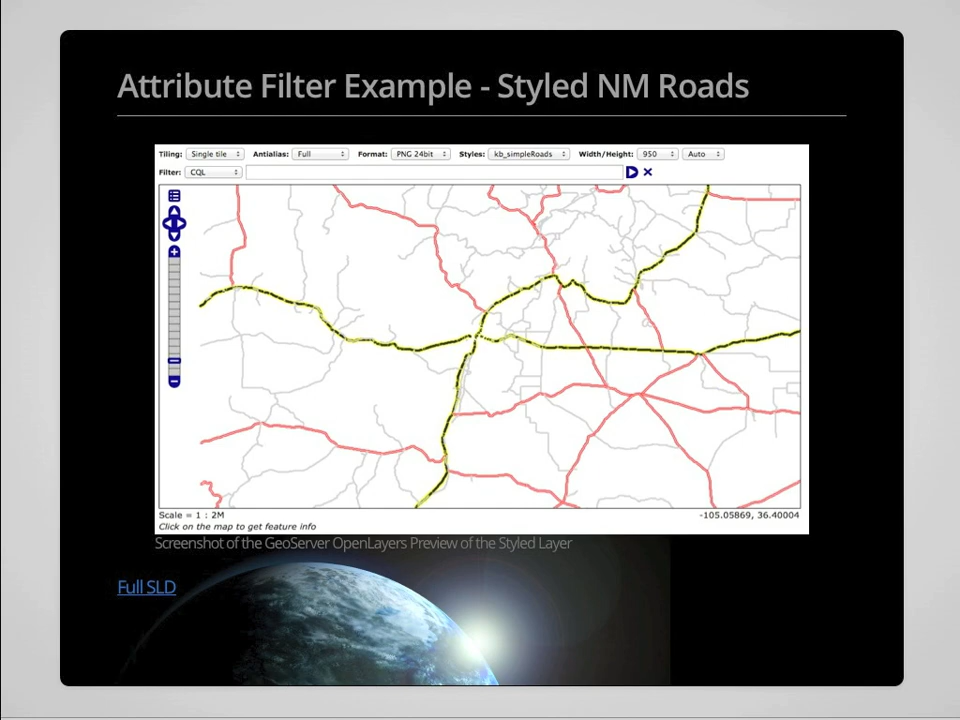 Attribute Filter Example - Styled NM Roads
Tiling: Single tile Antialias: Full Format: PNG 24bit Styles: kb_simpleRoads Width/Height: 950 Auto
Filter: CQL
Scale = 1 : 2M -105.05869, 36.40004
Click on the map to get feature info
Screenshot of the GeoServer OpenLayers Preview of the Styled Layer
Full SLD